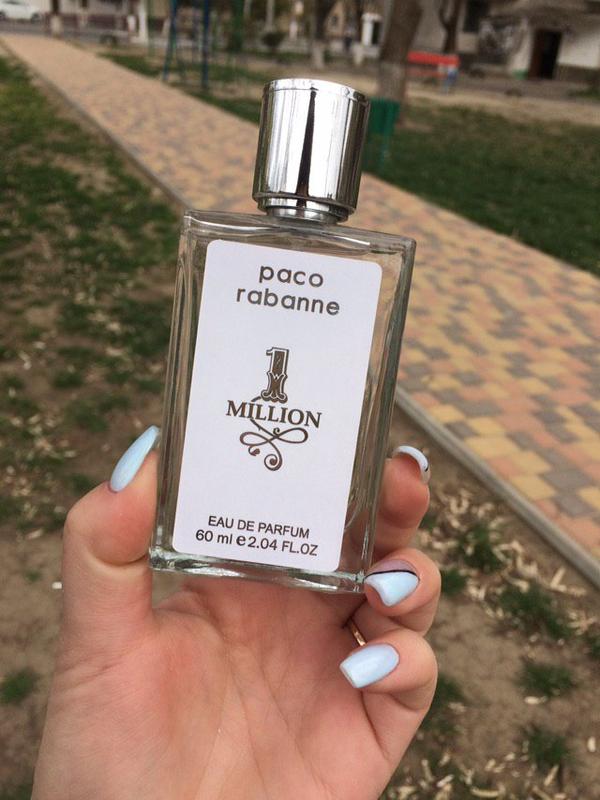 paco
rabanne
1
MILLION
EAU DE PARFUM
60 ml e 2.04 FL.OZ